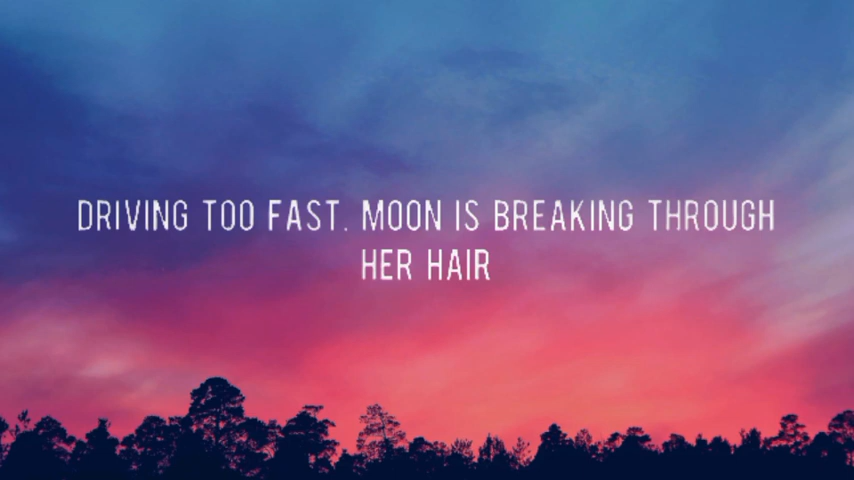 DRIVING TOO FAST. MOON IS BREAKING THROUGH
HER HAIR